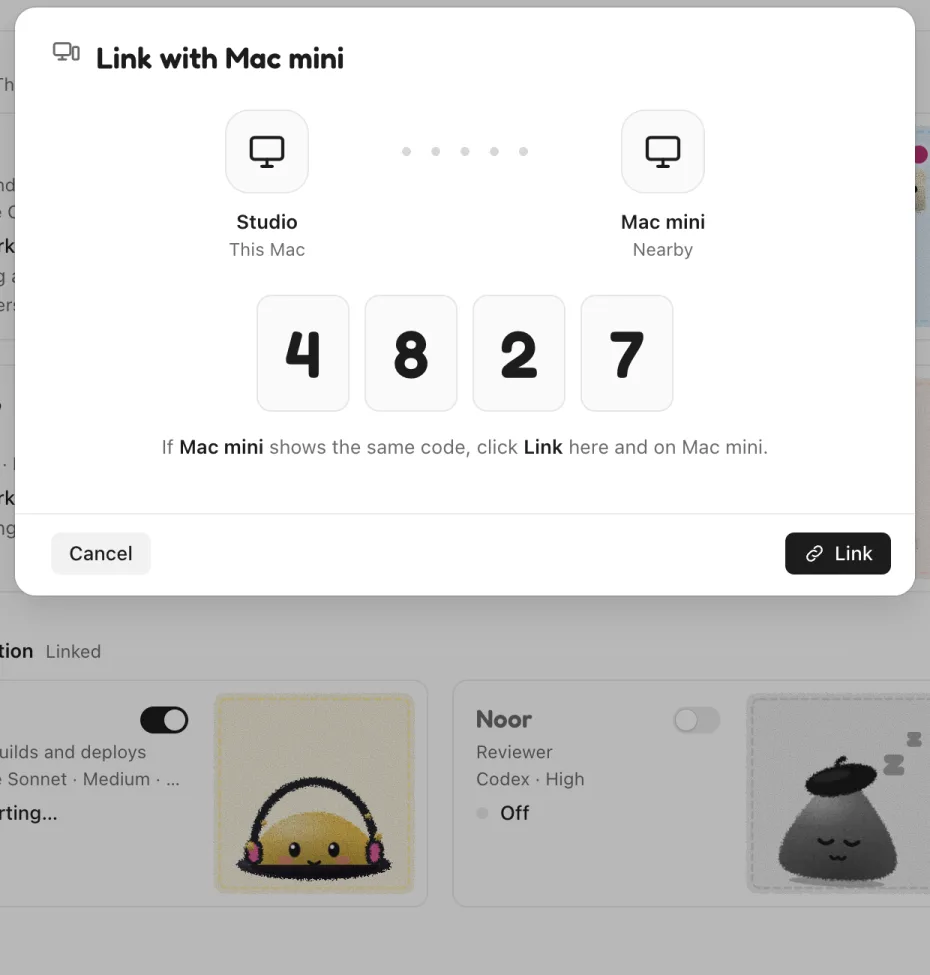 Link with Mac mini
Studio
This Mac
Mac mini
Nearby
4 8 2 7
If Mac mini shows the same code, click Link here and on Mac mini.
Cancel
Link
Linked
uilds and deploys
Sonnet · Medium · ...
rting...
Noor
Reviewer
Codex · High
Off